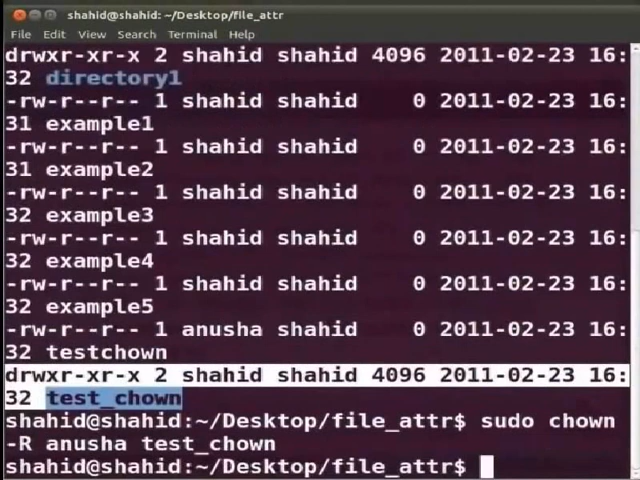 shahid@shahid: ~/Desktop/file_attr
File Edit View Search Terminal Help
drwxr-xr-x 2 shahid shahid 4096 2011-02-23 16:
32 directory1
-rw-r--r-- 1 shahid shahid 0 2011-02-23 16:
31 example1
-rw-r--r-- 1 shahid shahid 0 2011-02-23 16:
31 example2
-rw-r--r-- 1 shahid shahid 0 2011-02-23 16:
32 example3
-rw-r--r-- 1 shahid shahid 0 2011-02-23 16:
32 example4
-rw-r--r-- 1 shahid shahid 0 2011-02-23 16:
32 example5
-rw-r--r-- 1 anusha shahid 0 2011-02-23 16:
32 testchown
drwxr-xr-x 2 shahid shahid 4096 2011-02-23 16:
32 test_chown
shahid@shahid:~/Desktop/file_attr$ sudo chown
-R anusha test_chown
shahid@shahid:~/Desktop/file_attr$